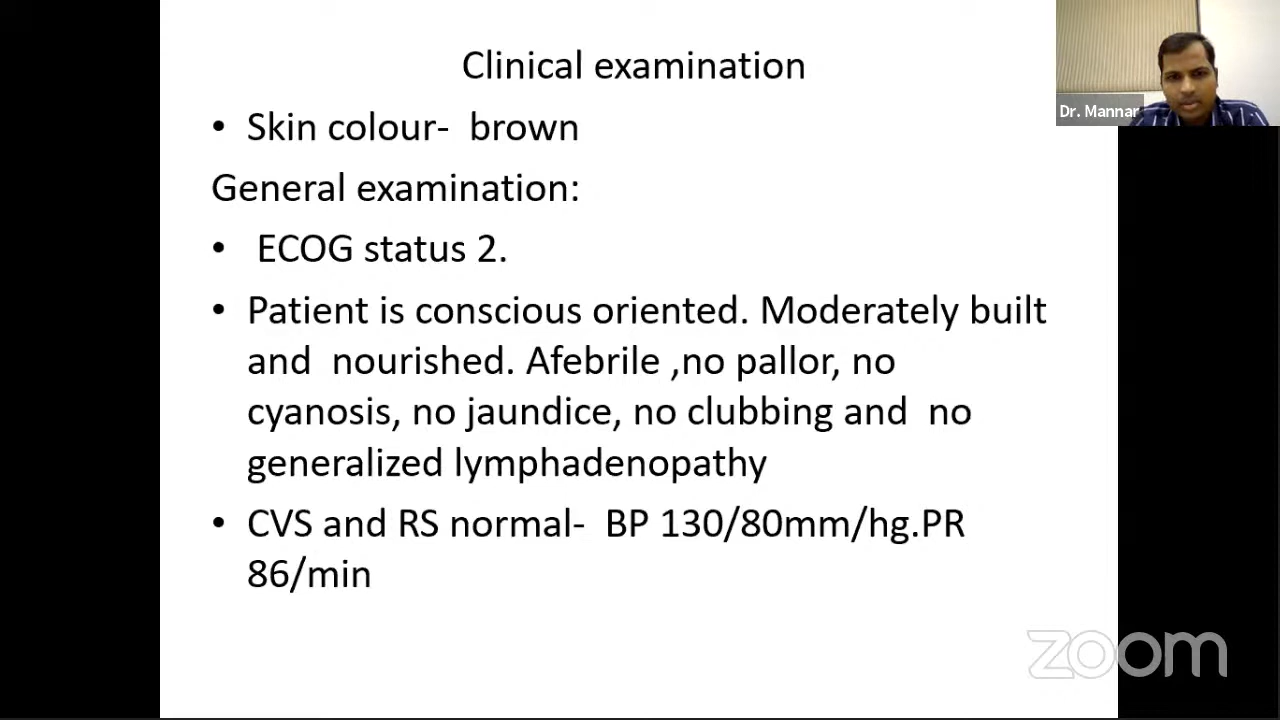 Clinical examination
• Skin colour-  brown
General examination:
•  ECOG status 2.
• Patient is conscious oriented. Moderately built
and  nourished. Afebrile ,no pallor, no
cyanosis, no jaundice, no clubbing and  no
generalized lymphadenopathy
• CVS and RS normal-  BP 130/80mm/hg.PR
86/min
Dr. Mannar
zoom